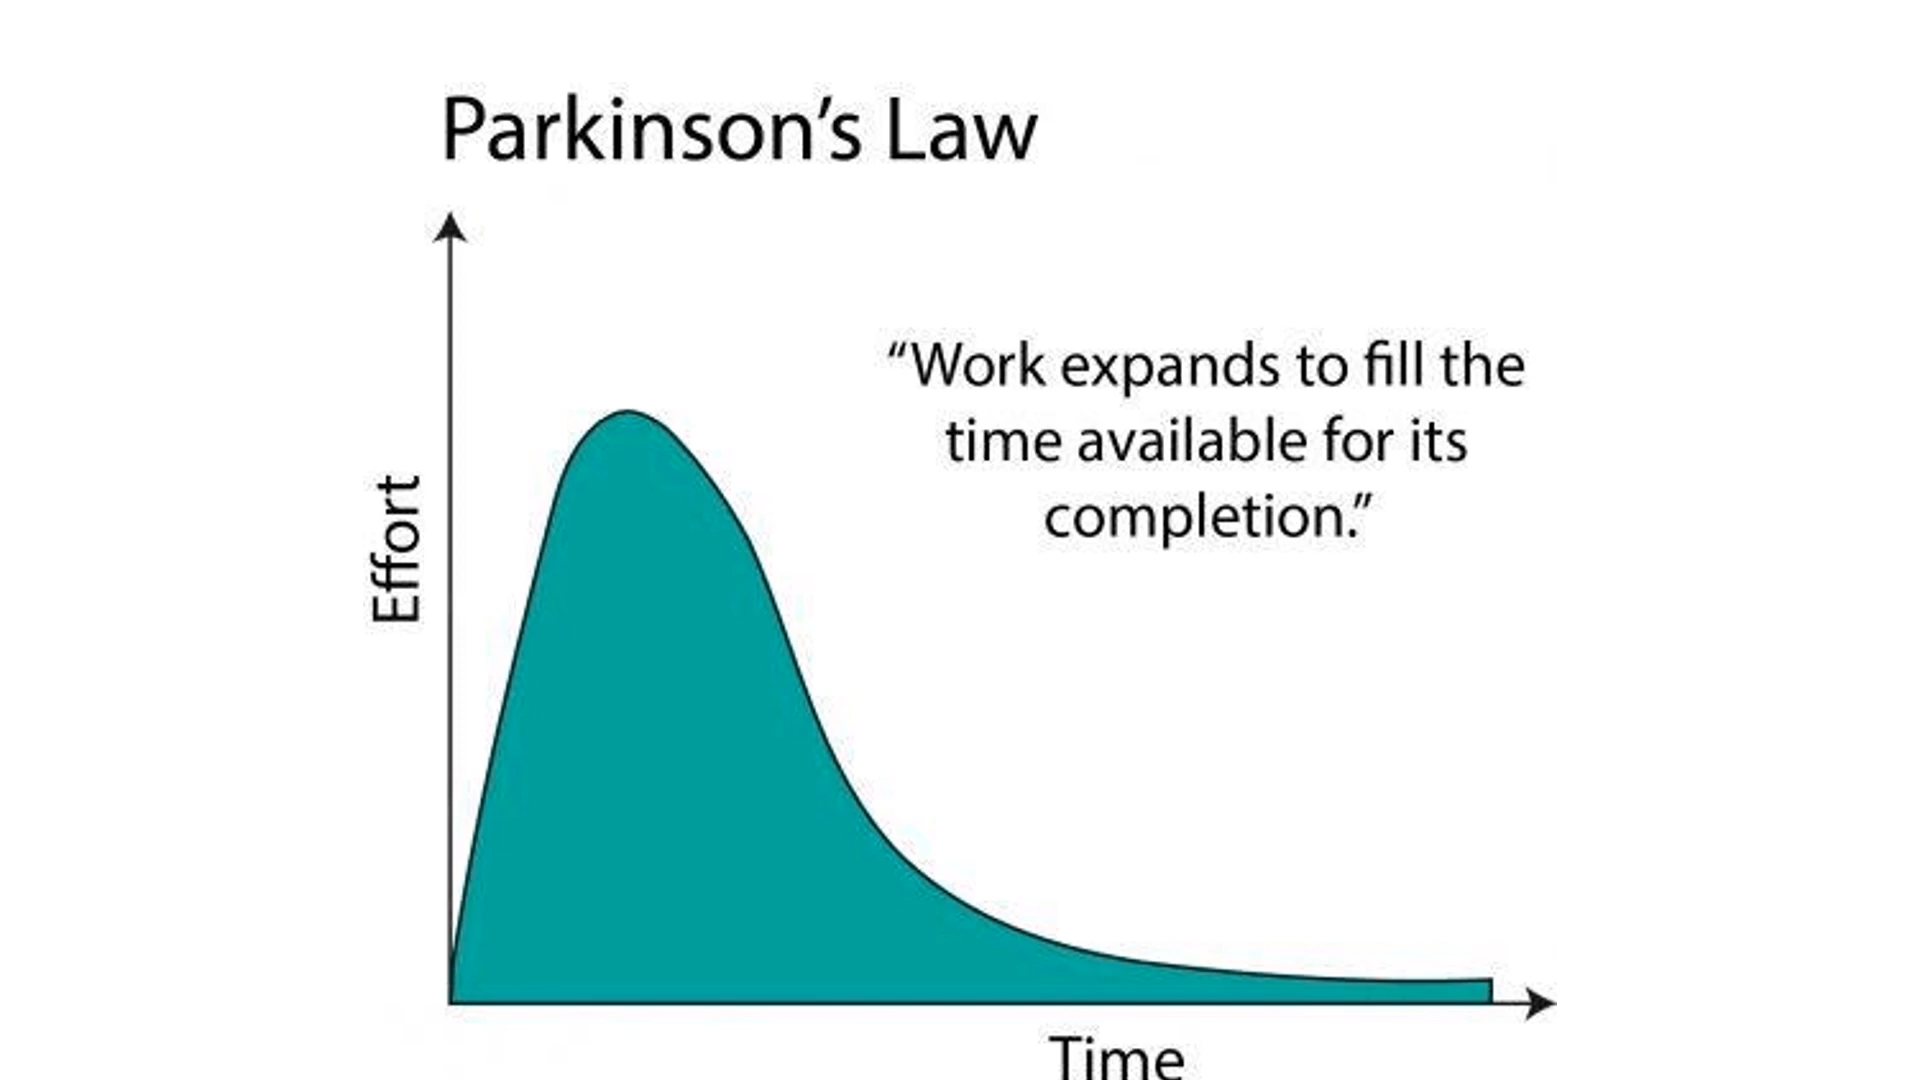 Parkinson’s Law
“Work expands to fill the
time available for its
completion.”
Effort
Time